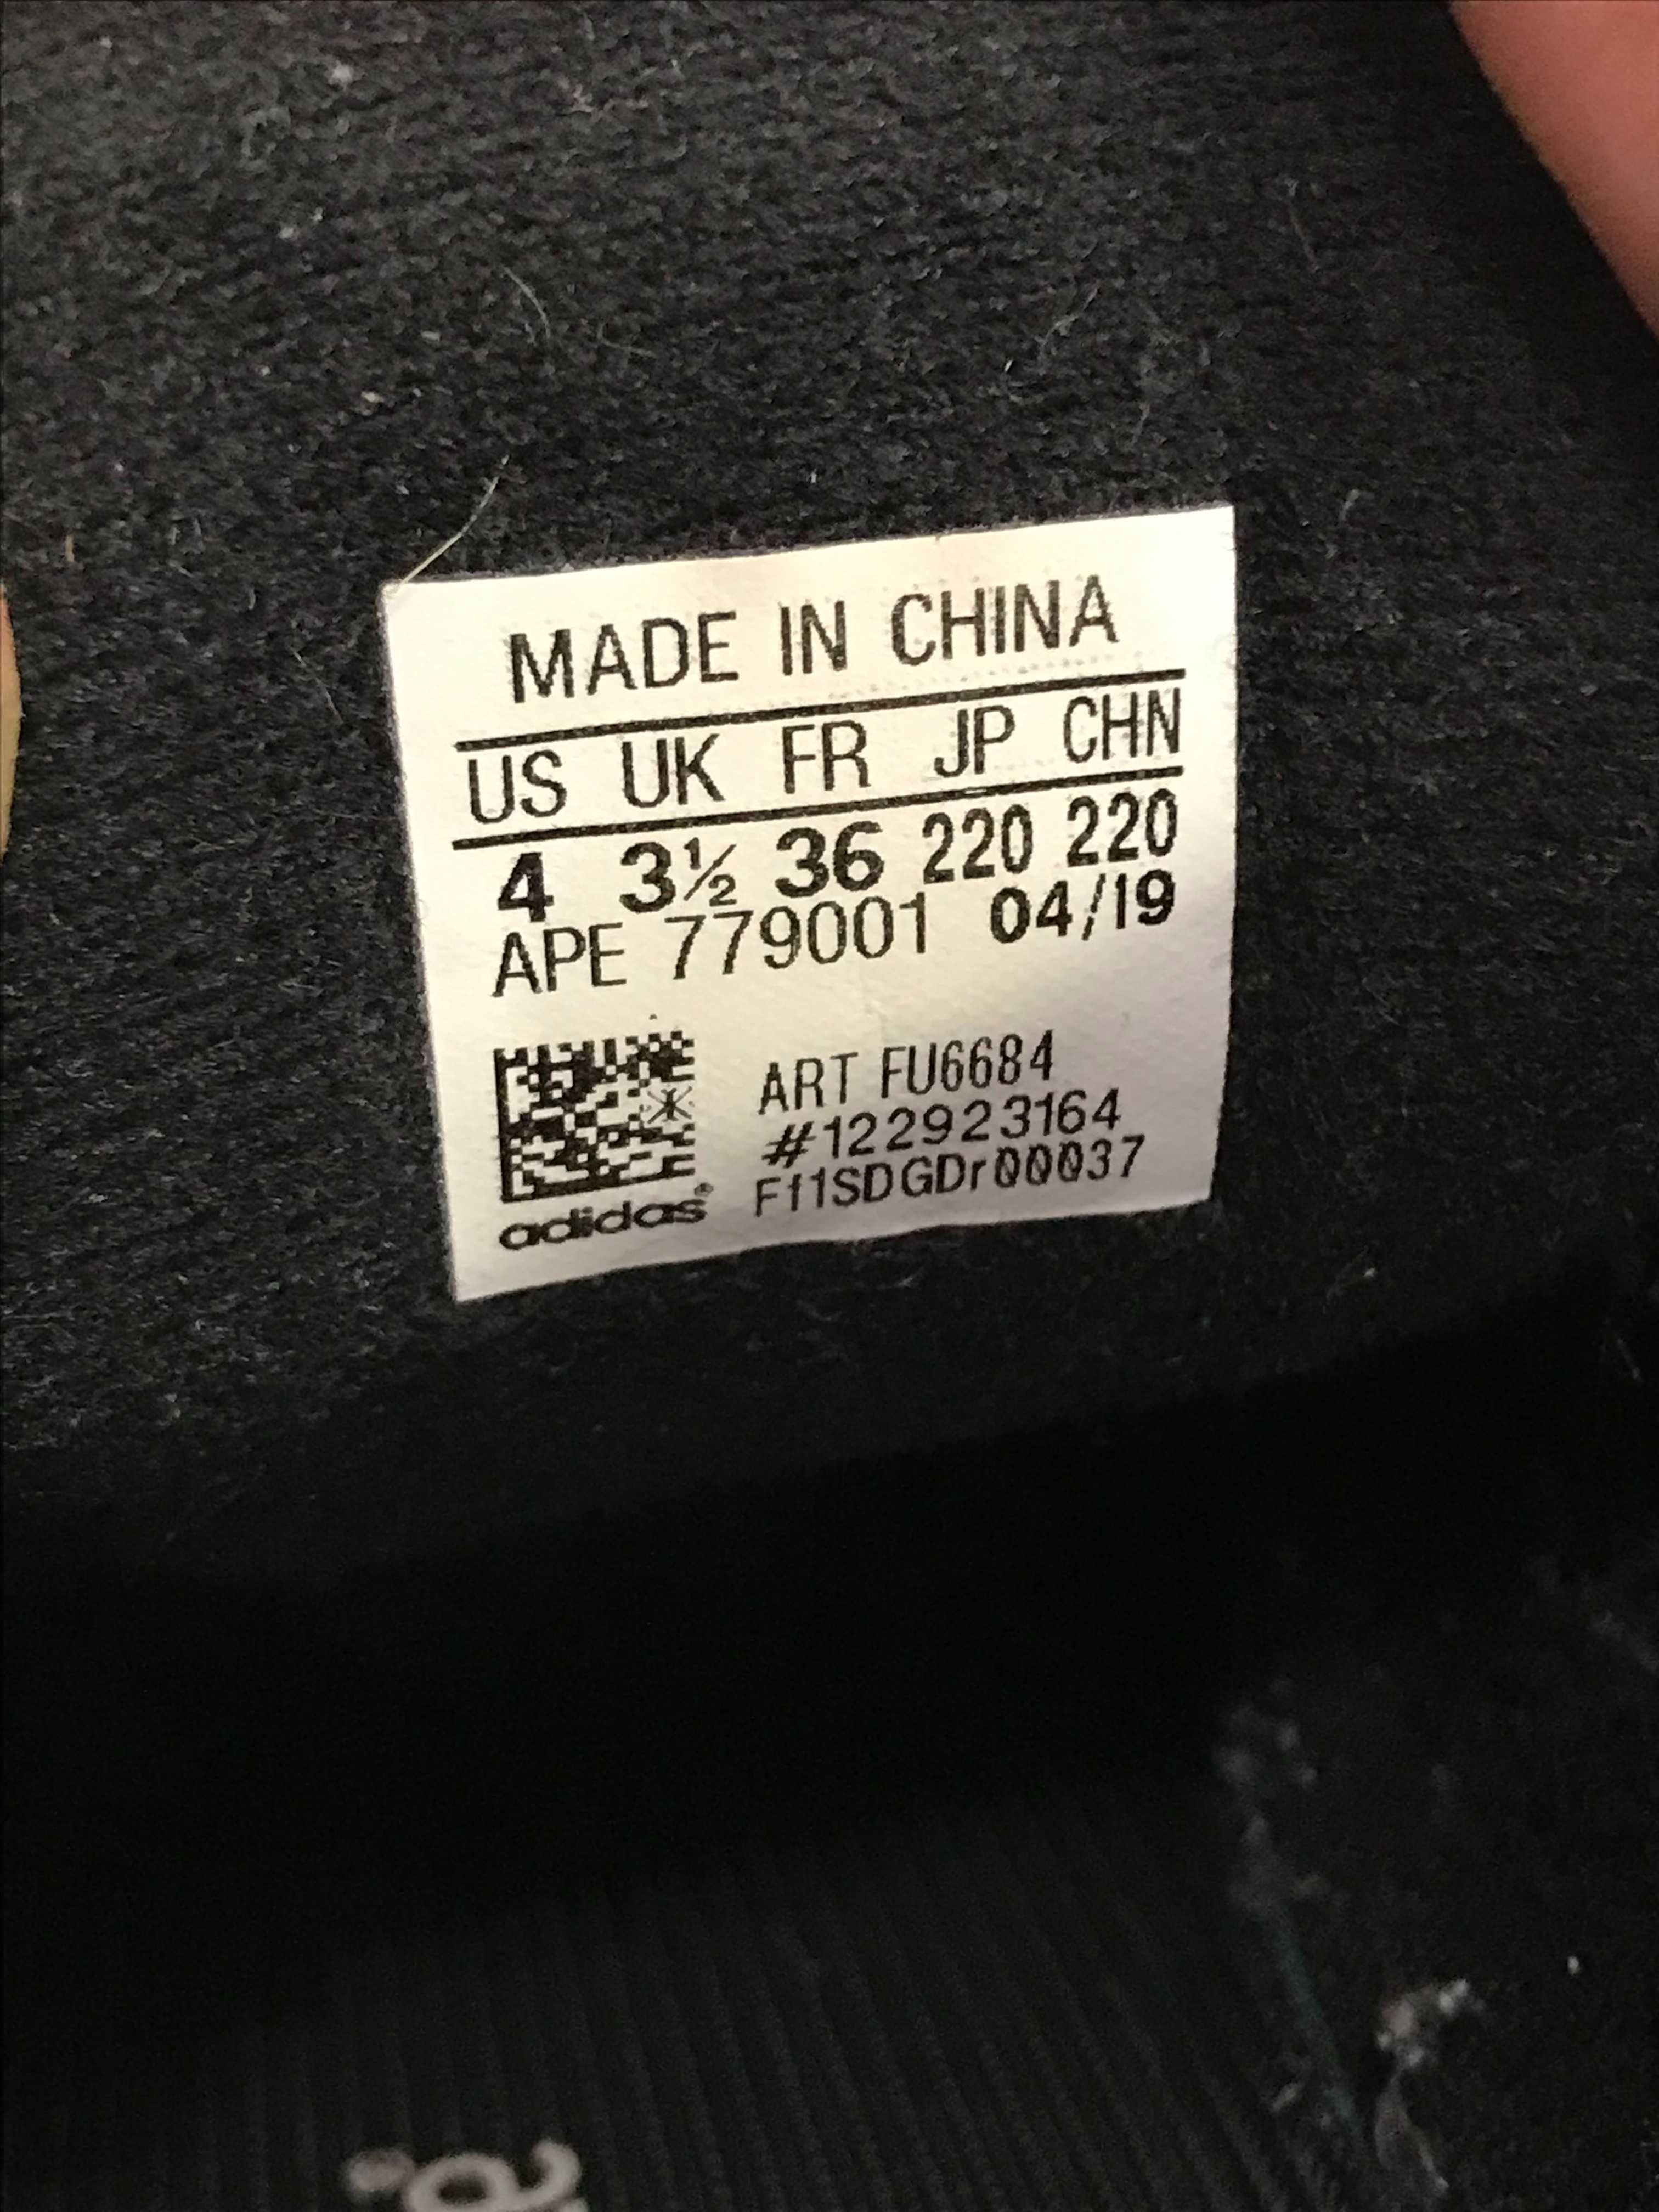 MADE IN CHINA
US UK FR JP CHN
4 3½ 36 220 220
APE 779001 04/19
ART FU6684
#122923164
F11SDGDr00037
adidas®